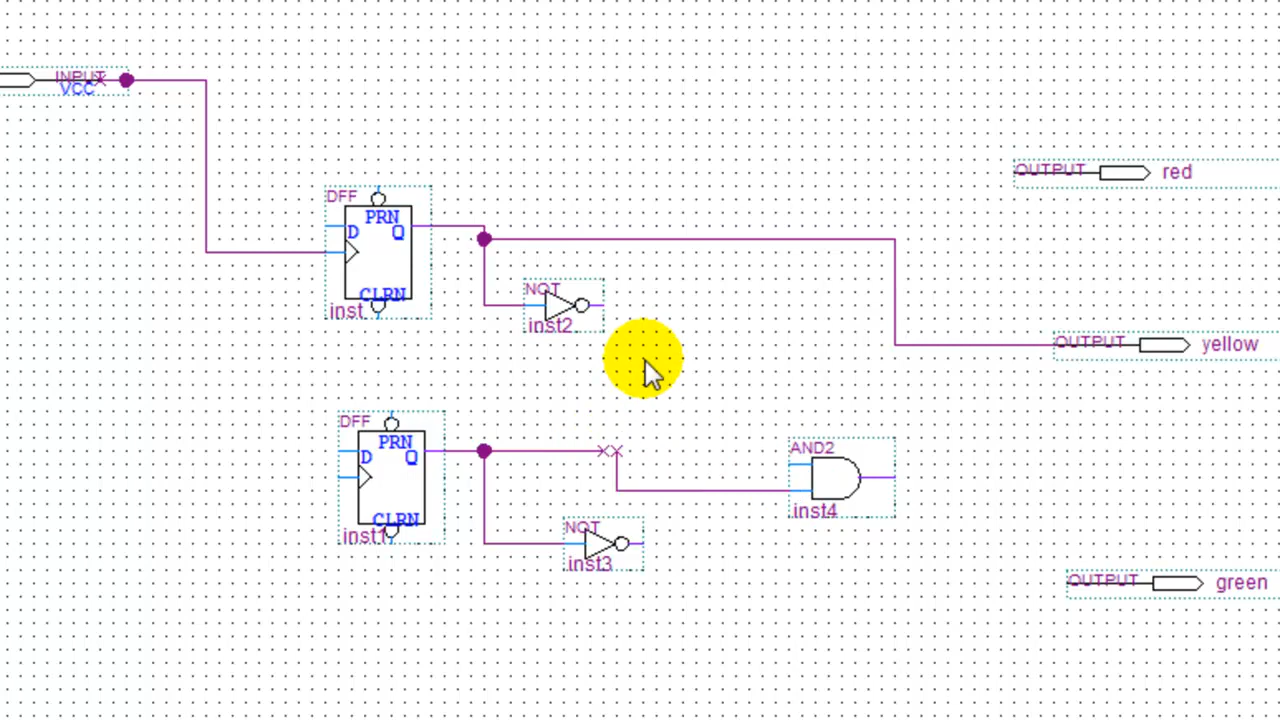 INPUT
VCC
OUTPUT red
DFF
PRN
D Q
CLRN
inst
NOT
inst2
OUTPUT yellow
DFF
PRN
D Q
CLRN
inst1
AND2
inst4
NOT
inst3
OUTPUT green